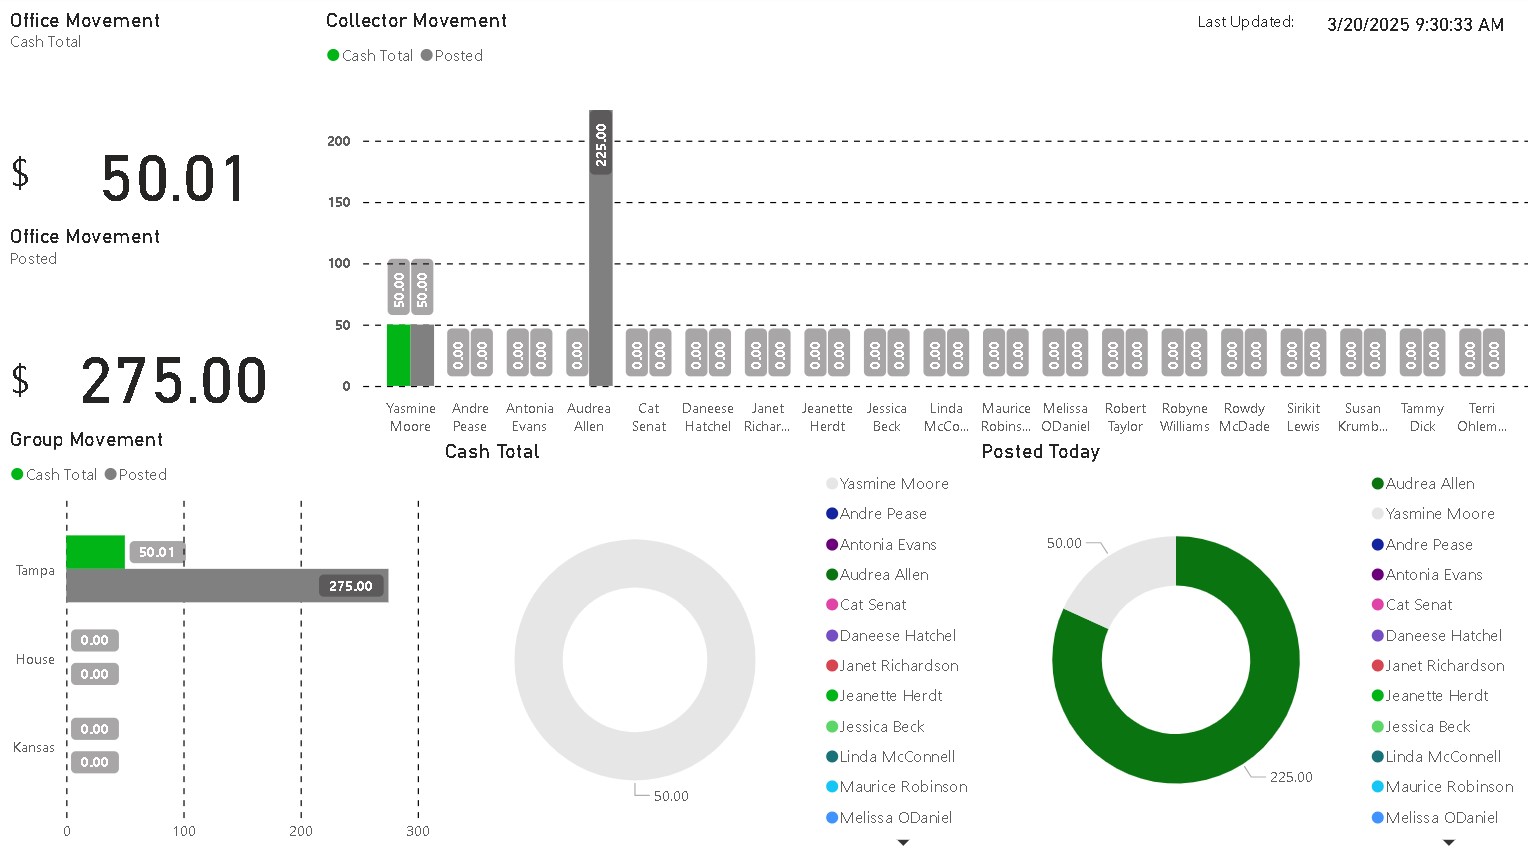 Office Movement
Cash Total
$ 50.01
Office Movement
Posted
$ 275.00
Collector Movement
Cash Total Posted
Last Updated: 3/20/2025 9:30:33 AM
200
150
100
50
0
50.00 50.00 0.00 0.00 0.00 0.00 0.00 225.00 0.00 0.00 0.00 0.00 0.00 0.00 0.00 0.00 0.00 0.00 0.00 0.00 0.00 0.00 0.00 0.00 0.00 0.00 0.00 0.00 0.00 0.00 0.00 0.00 0.00 0.00 0.00 0.00 0.00 0.00
Yasmine Moore
Andre Pease
Antonia Evans
Audrea Allen
Cat Senat
Daneese Hatchel
Janet Richar...
Jeanette Herdt
Jessica Beck
Linda McCo...
Maurice Robins...
Melissa ODaniel
Robert Taylor
Robyne Williams
Rowdy McDade
Sirikit Lewis
Susan Krumb...
Tammy Dick
Terri Ohlem...
Group Movement
Cash Total Posted
Tampa
50.01
275.00
House
0.00
0.00
Kansas
0.00
0.00
0 100 200 300
Cash Total
50.00
Yasmine Moore
Andre Pease
Antonia Evans
Audrea Allen
Cat Senat
Daneese Hatchel
Janet Richardson
Jeanette Herdt
Jessica Beck
Linda McConnell
Maurice Robinson
Melissa ODaniel
Posted Today
50.00
225.00
Audrea Allen
Yasmine Moore
Andre Pease
Antonia Evans
Cat Senat
Daneese Hatchel
Janet Richardson
Jeanette Herdt
Jessica Beck
Linda McConnell
Maurice Robinson
Melissa ODaniel